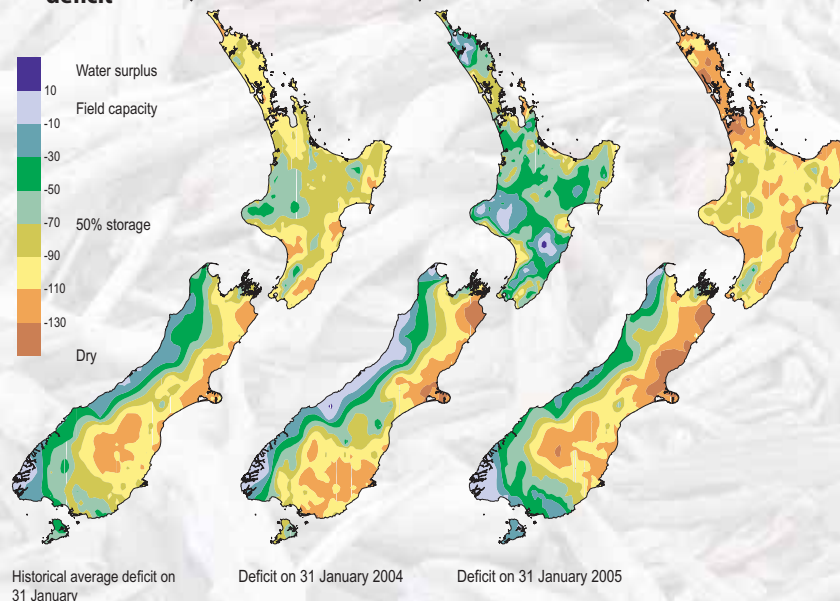 deficit
Water surplus
10
Field capacity
-10
-30
-50
-70
50% storage
-90
-110
-130
Dry
Historical average deficit on
31 January
Deficit on 31 January 2004
Deficit on 31 January 2005